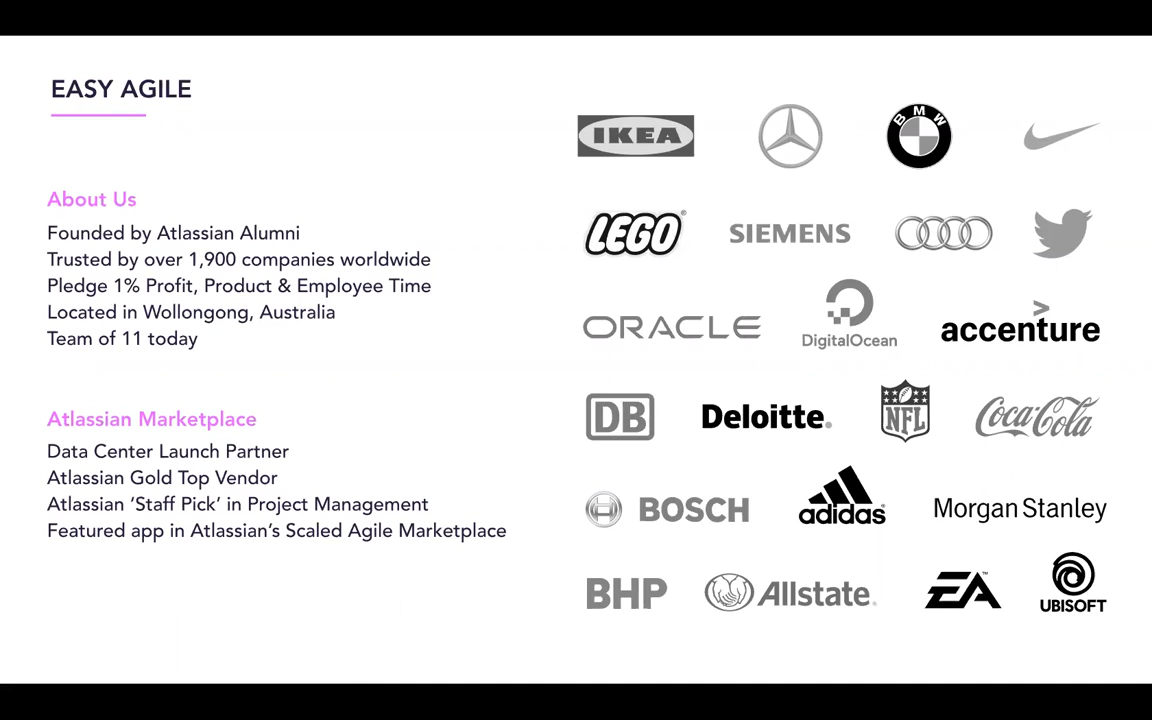 EASY AGILE
About Us
Founded by Atlassian Alumni
Trusted by over 1,900 companies worldwide
Pledge 1% Profit, Product & Employee Time
Located in Wollongong, Australia
Team of 11 today
Atlassian Marketplace
Data Center Launch Partner
Atlassian Gold Top Vendor
Atlassian ‘Staff Pick’ in Project Management
Featured app in Atlassian’s Scaled Agile Marketplace
IKEA
BMW
LEGO®
SIEMENS
ORACLE
DigitalOcean
accenture
DB
Deloitte.
NFL
Coca-Cola
BOSCH
adidas®
Morgan Stanley
BHP
Allstate®
EA™
UBISOFT